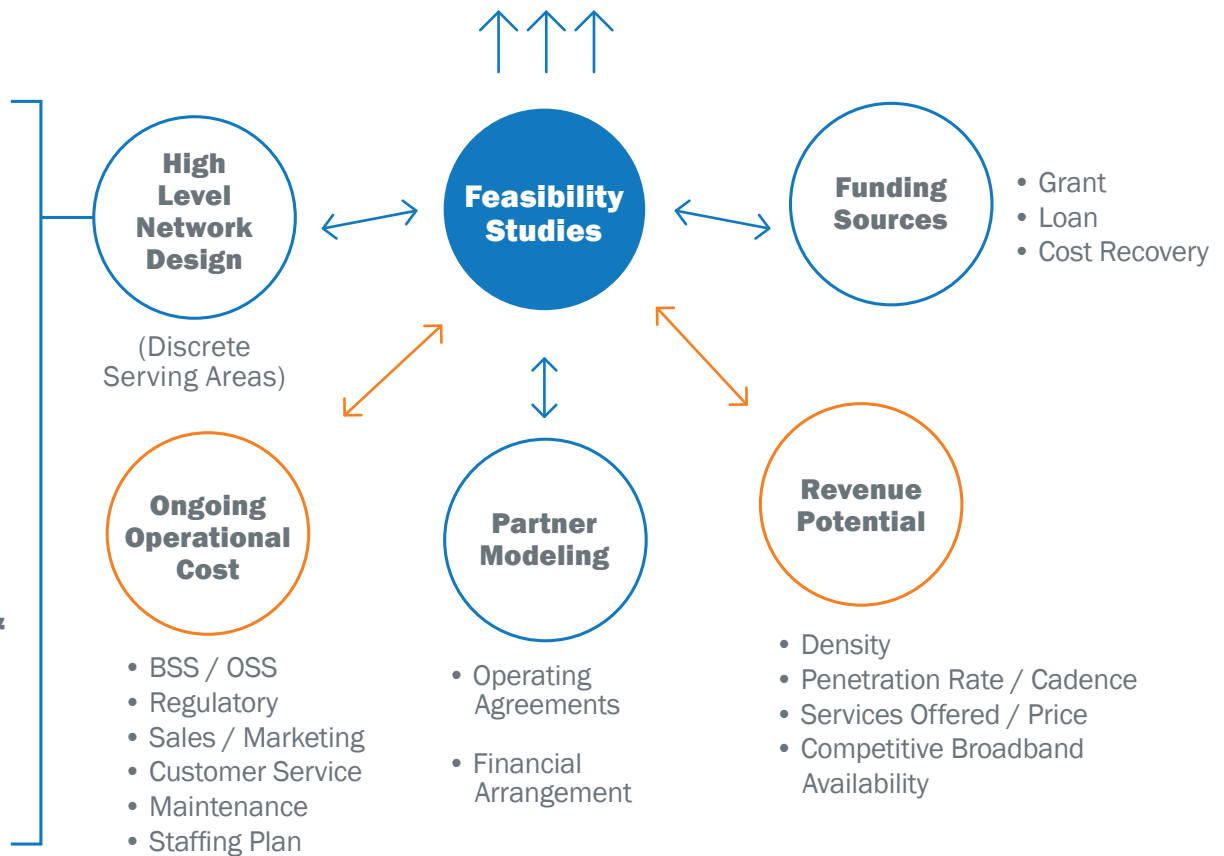 High
Level
Network
Design
(Discrete
Serving Areas)
Feasibility
Studies
Funding
Sources
• Grant
• Loan
• Cost Recovery
Ongoing
Operational
Cost
• BSS / OSS
• Regulatory
• Sales / Marketing
• Customer Service
• Maintenance
• Staffing Plan
Partner
Modeling
• Operating
Agreements
• Financial
Arrangement
Revenue
Potential
• Density
• Penetration Rate / Cadence
• Services Offered / Price
• Competitive Broadband
Availability
&